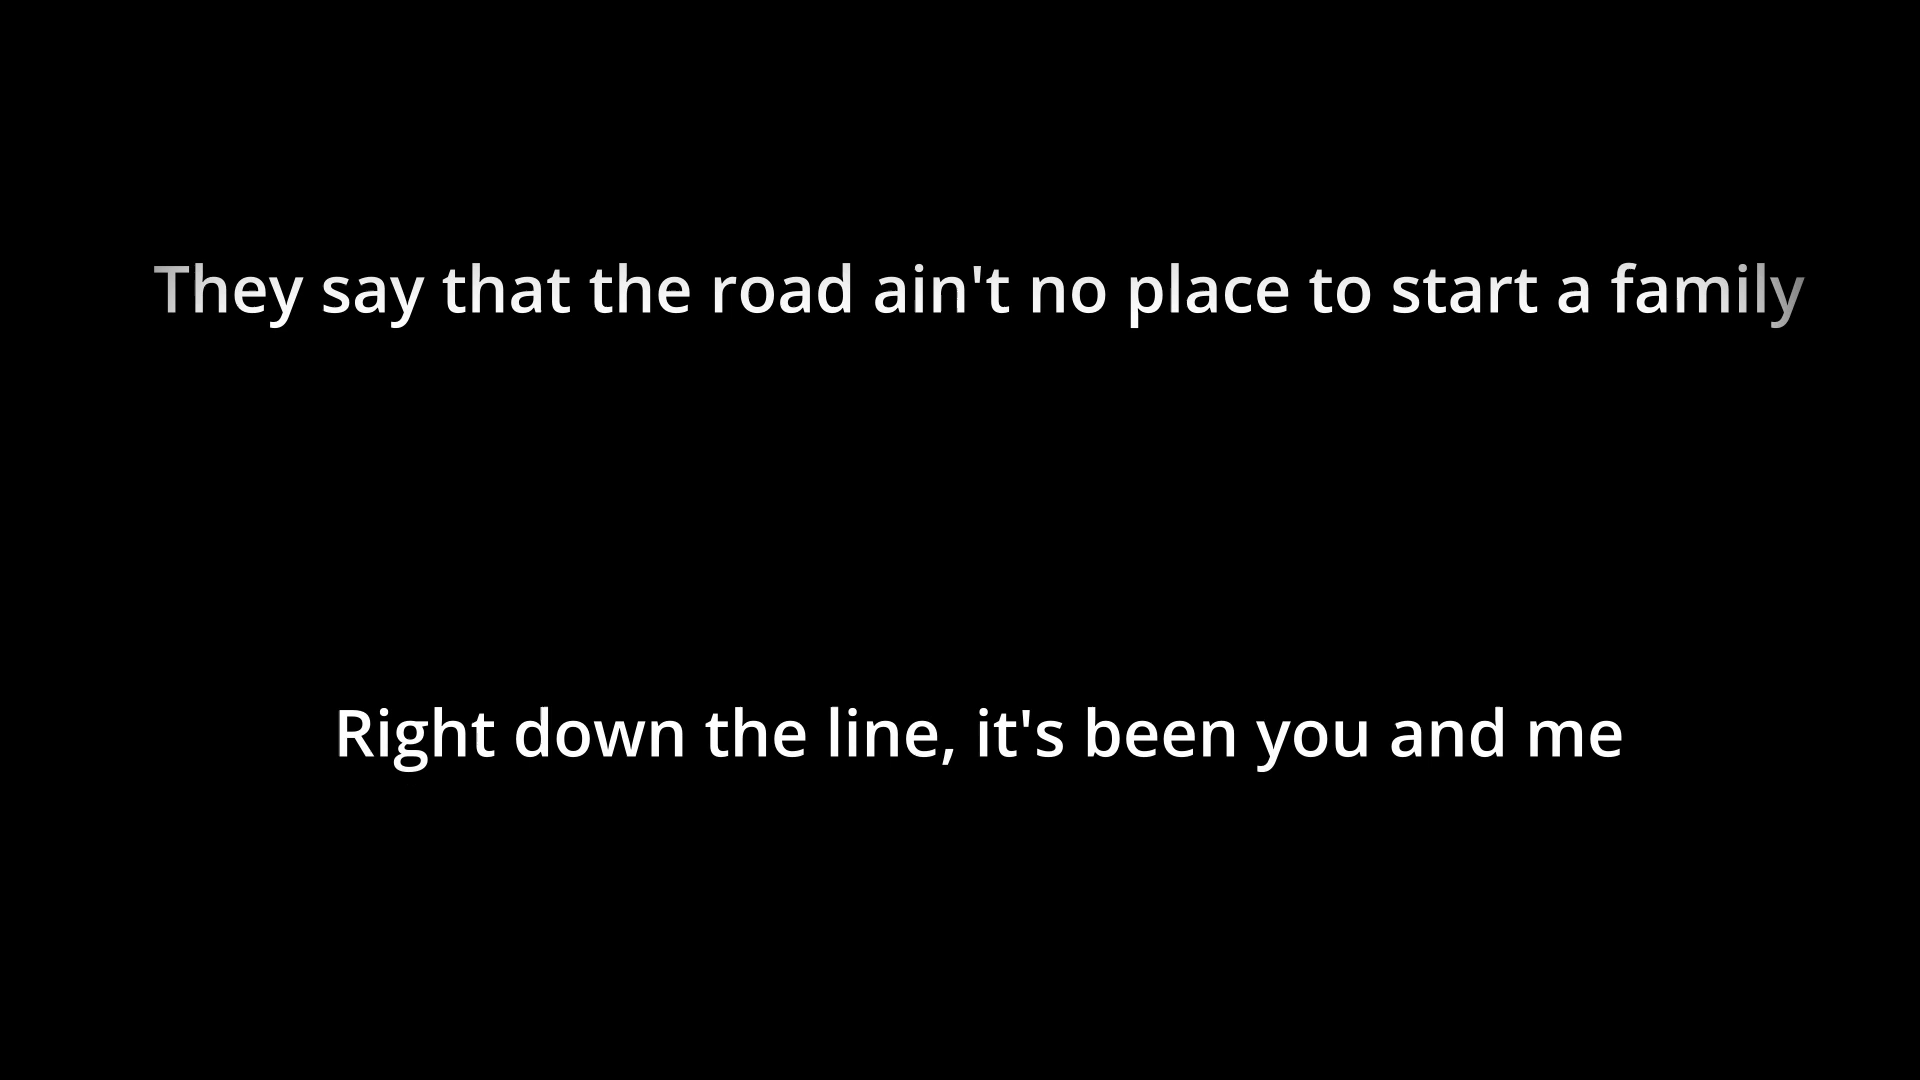 They say that the road ain't no place to start a family
Right down the line, it's been you and me